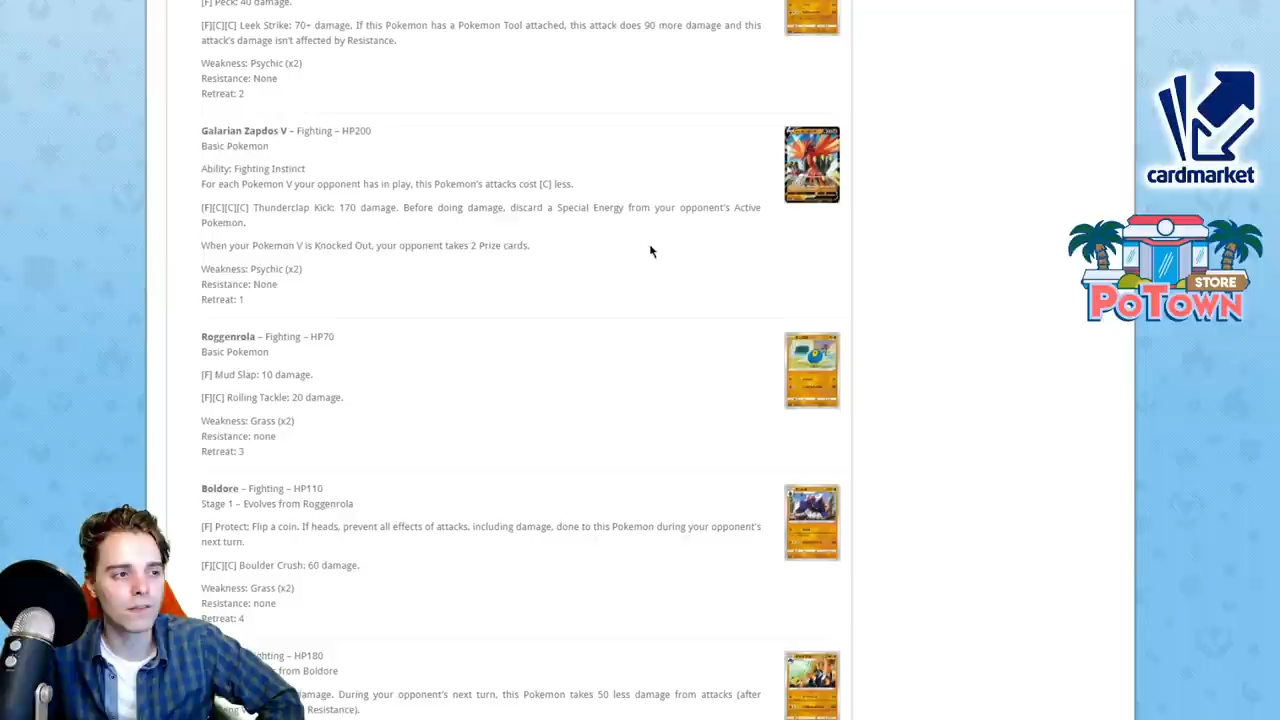 [F] Peck: 40 damage.
[F][C][C] Leek Strike: 70+ damage. If this Pokemon has a Pokemon Tool attached, this attack does 90 more damage and this
attack's damage isn't affected by Resistance.
Weakness: Psychic (x2)
Resistance: None
Retreat: 2
Galarian Zapdos V – Fighting – HP200
Basic Pokemon
Ability: Fighting Instinct
For each Pokemon V your opponent has in play, this Pokemon's attacks cost [C] less.
[F][C][C][C] Thunderclap Kick: 170 damage. Before doing damage, discard a Special Energy from your opponent's Active
Pokemon.
When your Pokemon V is Knocked Out, your opponent takes 2 Prize cards.
Weakness: Psychic (x2)
Resistance: None
Retreat: 1
Roggenrola – Fighting – HP70
Basic Pokemon
[F] Mud Slap: 10 damage.
[F][C] Rolling Tackle: 20 damage.
Weakness: Grass (x2)
Resistance: none
Retreat: 3
Boldore – Fighting – HP110
Stage 1 – Evolves from Roggenrola
[F] Protect: Flip a coin. If heads, prevent all effects of attacks, including damage, done to this Pokemon during your opponent's
next turn.
[F][C][C] Boulder Crush: 60 damage.
Weakness: Grass (x2)
Resistance: none
Retreat: 4
Fighting – HP180
from Boldore
damage. During your opponent's next turn, this Pokemon takes 50 less damage from attacks (after
Resistance).
cardmarket
STORE
POTOWN